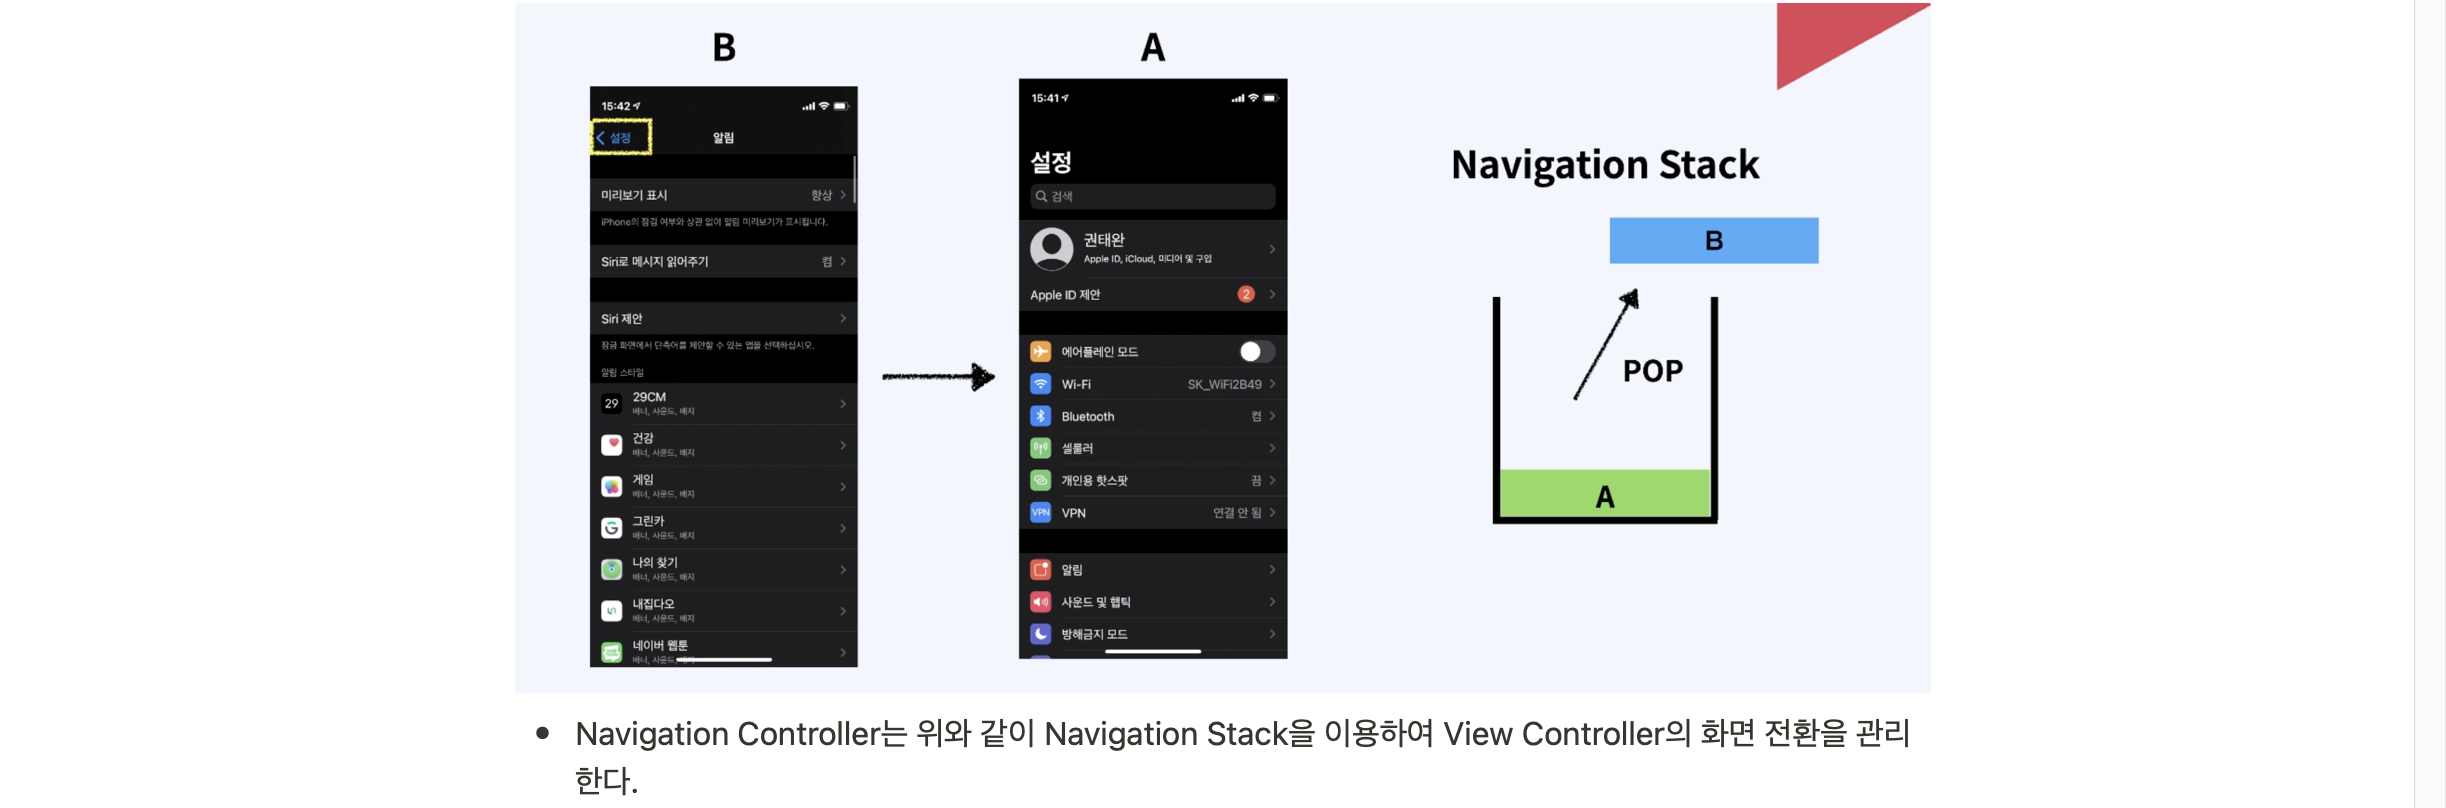 B
15:42
설정
알림
미리보기 표시 항상
iPhone의 잠김 여부와 상관 없이 알림 미리보기가 표시됩니다.
Siri로 메시지 읽어주기 켬
Siri 제안
잠금 화면에서 단축어를 제안할 수 있는 앱을 선택하십시오.
알림 스타일
29
29CM
배너, 사운드, 배지
건강
배너, 사운드, 배지
게임
배너, 사운드, 배지
그린카
배너, 사운드, 배지
나의 찾기
배너, 사운드, 배지
내집다오
배너, 사운드, 배지
네이버 웹툰
배너, 사운드, 배지
A
15:41
설정
검색
권태완
Apple ID, iCloud, 미디어 및 구입
Apple ID 제안 2
에어플레인 모드
Wi-Fi SK_WiFi2B49
Bluetooth 켬
셀룰러
개인용 핫스팟 끔
VPN VPN 연결 안 됨
알림
사운드 및 햅틱
방해금지 모드
Navigation Stack
B
POP
A
• Navigation Controller는 위와 같이 Navigation Stack을 이용하여 View Controller의 화면 전환을 관리
한다.